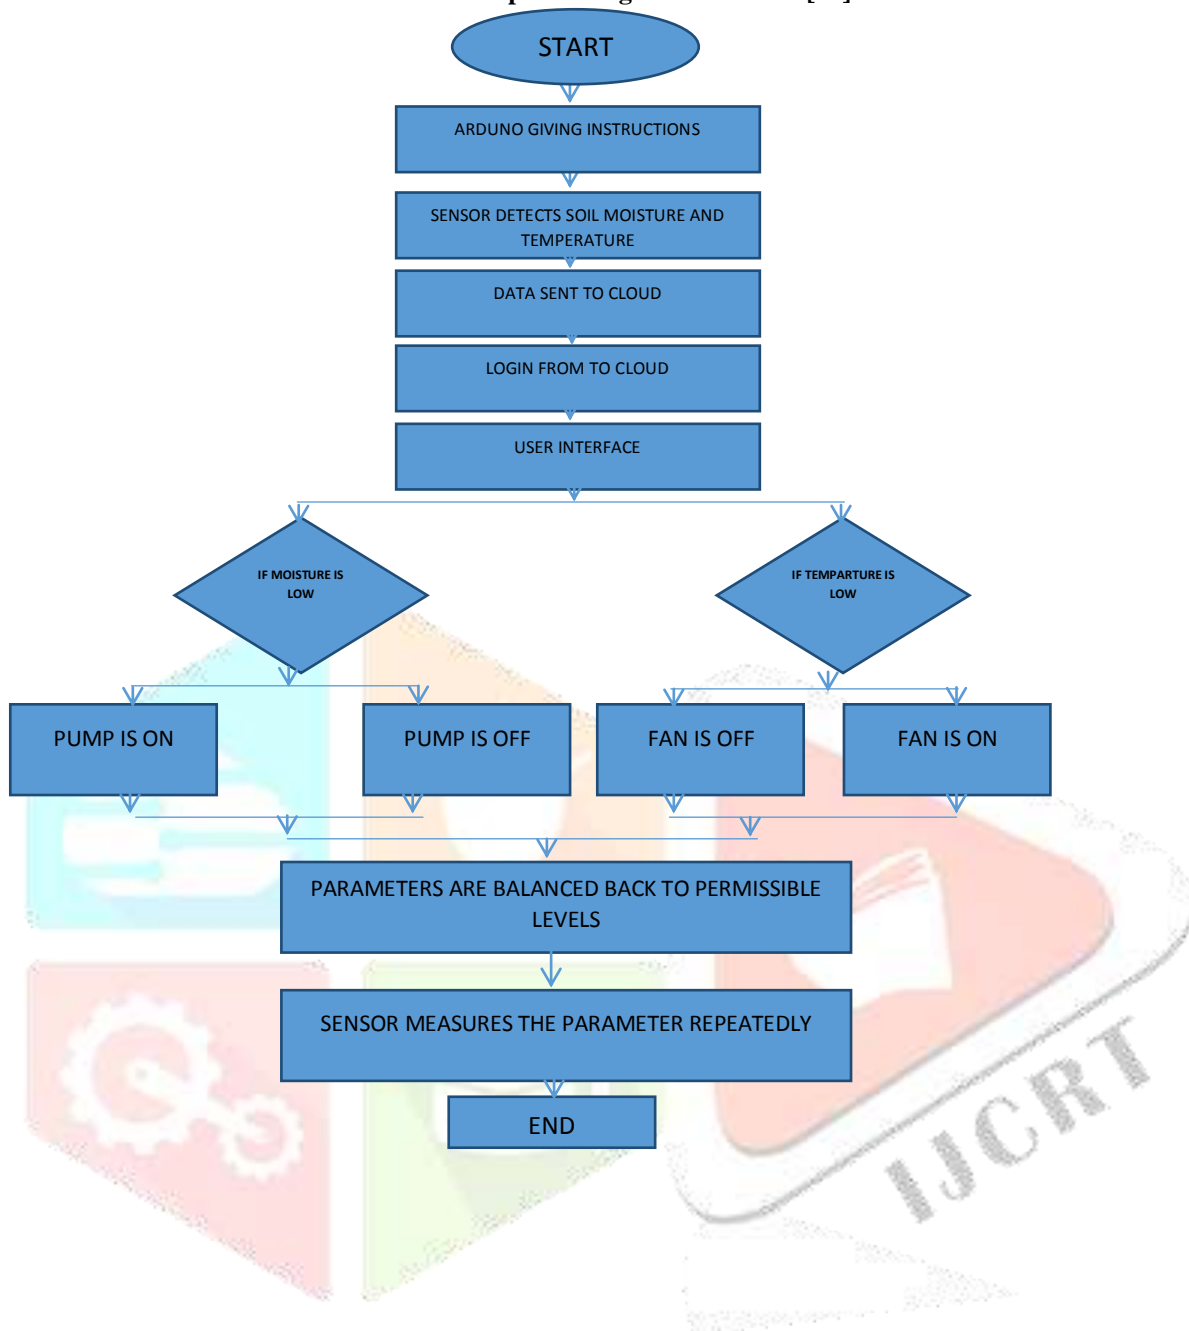 START
ARDUNO GIVING INSTRUCTIONS
SENSOR DETECTS SOIL MOISTURE AND
TEMPERATURE
DATA SENT TO CLOUD
LOGIN FROM TO CLOUD
USER INTERFACE
IF MOISTURE IS
LOW
IF TEMPARTURE IS
LOW
PUMP IS ON
PUMP IS OFF
FAN IS OFF
FAN IS ON
PARAMETERS ARE BALANCED BACK TO PERMISSIBLE
LEVELS
SENSOR MEASURES THE PARAMETER REPEATEDLY
END
IJCRT